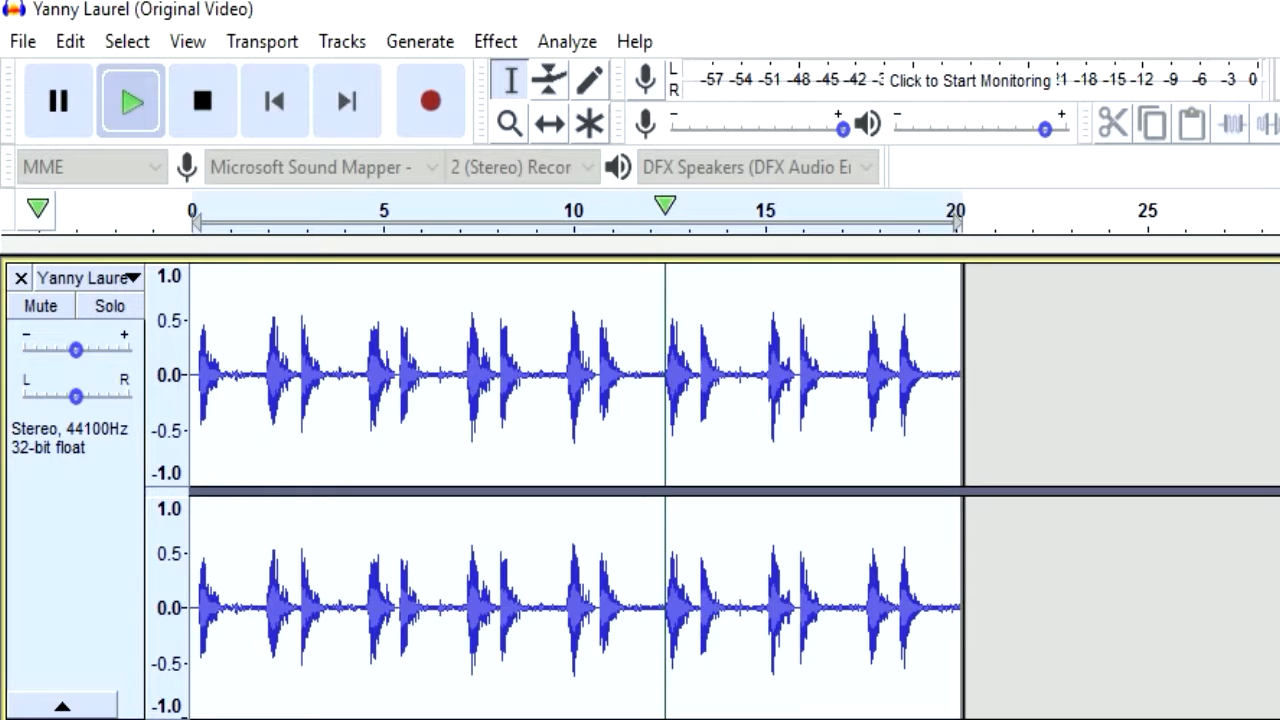 Yanny Laurel (Original Video)
File Edit Select View Transport Tracks Generate Effect Analyze Help
L -57 -54 -51 -48 -45 -42 Click to Start Monitoring -18 -15 -12 -9 -6 -3 0
R
- + - +
MME Microsoft Sound Mapper - 2 (Stereo) Recor DFX Speakers (DFX Audio
0 5 10 15 20 25
X Yanny Laure
Mute Solo
- +
L R
Stereo, 44100Hz
32-bit float
1.0
0.5
0.0
-0.5
-1.0
1.0
0.5
0.0
-0.5
-1.0